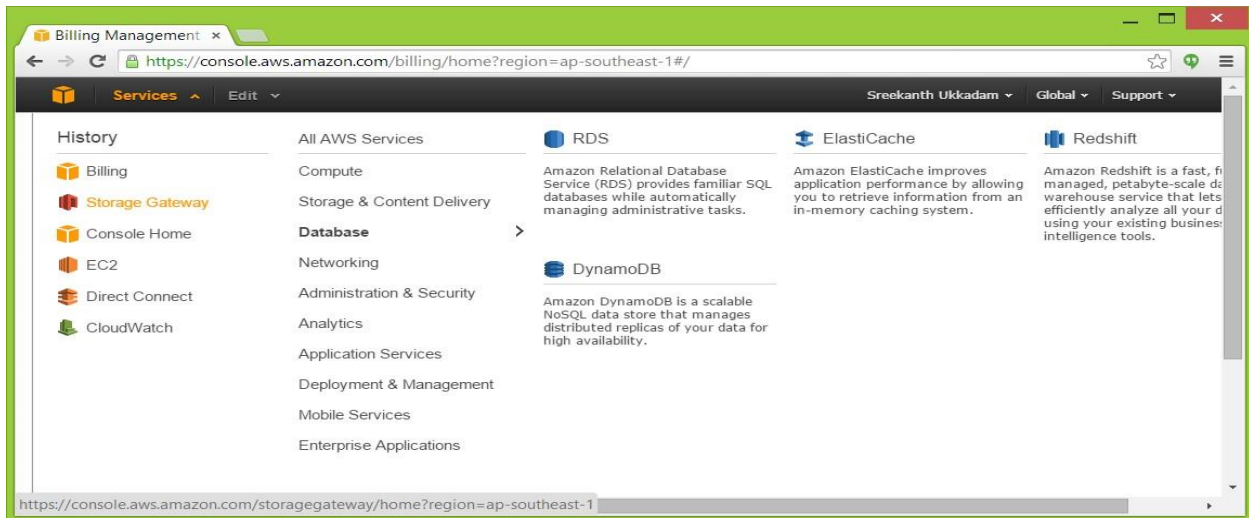 Billing Management ×
https://console.aws.amazon.com/billing/home?region=ap-southeast-1#/
Services Edit Sreekanth Ukkadam Global Support
History
Billing
Storage Gateway
Console Home
EC2
Direct Connect
CloudWatch
All AWS Services
Compute
Storage & Content Delivery
Database >
Networking
Administration & Security
Analytics
Application Services
Deployment & Management
Mobile Services
Enterprise Applications
RDS
Amazon Relational Database
Service (RDS) provides familiar SQL
databases while automatically
managing administrative tasks.
DynamoDB
Amazon DynamoDB is a scalable
NoSQL data store that manages
distributed replicas of your data for
high availability.
ElastiCache
Amazon ElastiCache improves
application performance by allowing
you to retrieve information from an
in-memory caching system.
Redshift
Amazon Redshift is a fast,
managed, petabyte-scale
warehouse service that lets
efficiently analyze all your
using your existing
intelligence tools.
https://console.aws.amazon.com/storagegateway/home?region=ap-southeast-1